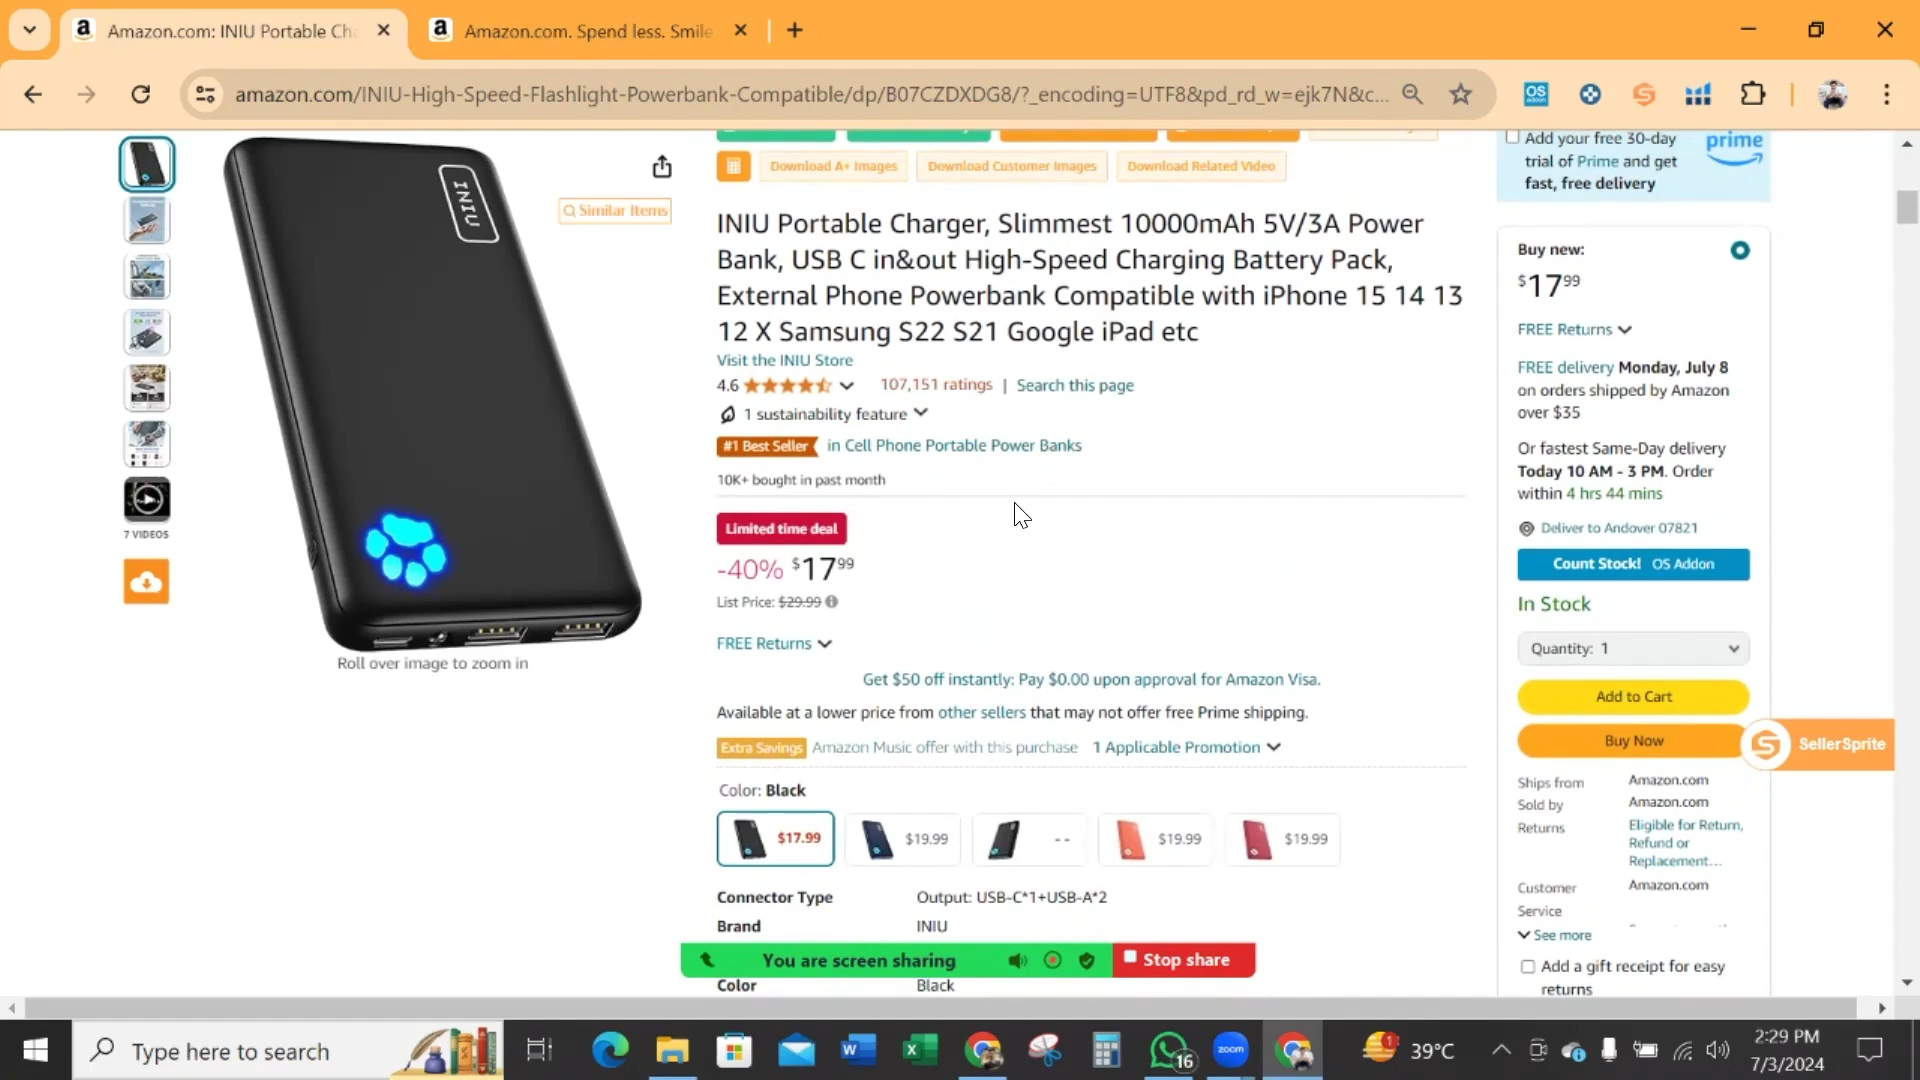 Amazon.com: INIU Portable Cha
Amazon.com. Spend less. Smile
amazon.com/INIU-High-Speed-Flashlight-Powerbank-Compatible/dp/B07CZDXDG8/?_encoding=UTF8&pd_rd_w=ejk7N&c...
OS
INIU
Similar Items
7 VIDEOS
Roll over image to zoom in
Download A+ Images
Download Customer Images
Download Related Video
INIU Portable Charger, Slimmest 10000mAh 5V/3A Power
Bank, USB C in&out High-Speed Charging Battery Pack,
External Phone Powerbank Compatible with iPhone 15 14 13
12 X Samsung S22 S21 Google iPad etc
Visit the INIU Store
4.6 107,151 ratings | Search this page
1 sustainability feature
#1 Best Seller in Cell Phone Portable Power Banks
10K+ bought in past month
Limited time deal
-40% $17 99
List Price: $29.99
FREE Returns
Get $50 off instantly: Pay $0.00 upon approval for Amazon Visa.
Available at a lower price from other sellers that may not offer free Prime shipping.
Extra Savings Amazon Music offer with this purchase 1 Applicable Promotion
Color: Black
$17.99 $19.99 -- $19.99 $19.99
Connector Type Output: USB-C*1+USB-A*2
Brand INIU
You are screen sharing Stop share
Color Black
Add your free 30-day
trial of Prime and get
fast, free delivery
prime
Buy new:
$17 99
FREE Returns
FREE delivery Monday, July 8
on orders shipped by Amazon
over $35
Or fastest Same-Day delivery
Today 10 AM - 3 PM. Order
within 4 hrs 44 mins
Deliver to Andover 07821
Count Stock! OS Addon
In Stock
Quantity: 1
Add to Cart
Buy Now
SellerSprite
Ships from Amazon.com
Sold by Amazon.com
Returns Eligible for Return,
Refund or
Replacement...
Customer Amazon.com
Service
See more
Add a gift receipt for easy
returns
Type here to search
16
zoom
1
39°C
2:29 PM
7/3/2024